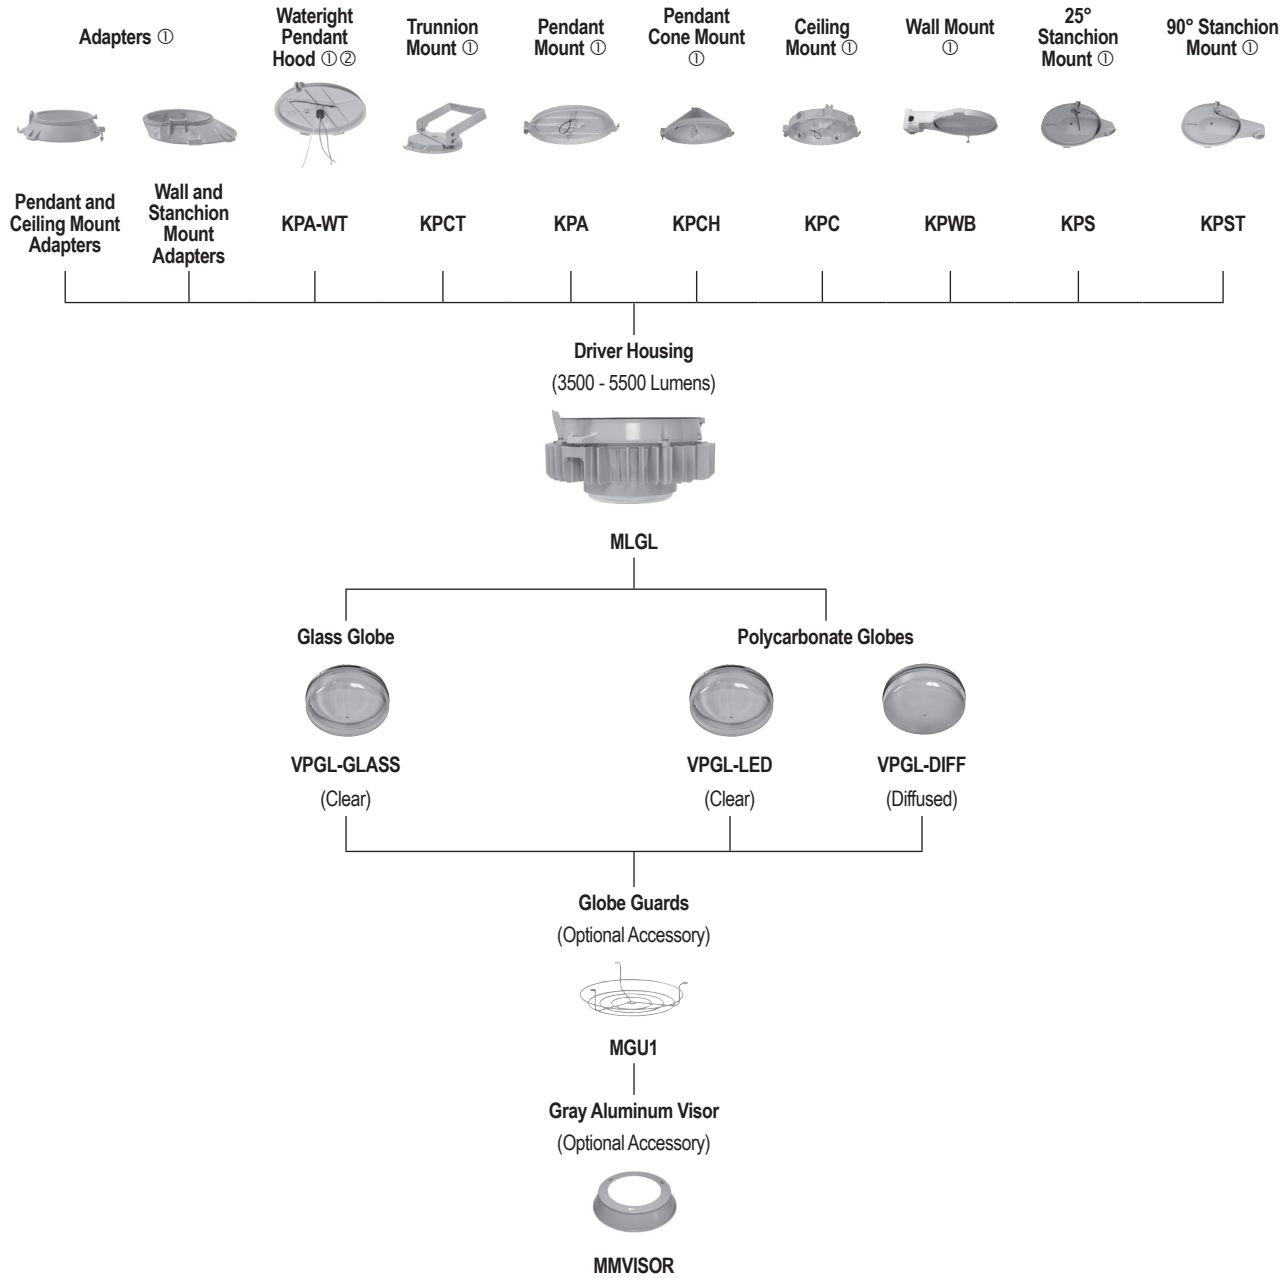 Adapters ①
Wateright
Pendant
Hood ①②
Trunnion
Mount ①
Pendant
Mount ①
Pendant
Cone Mount
①
Ceiling
Mount ①
Wall Mount
①
25°
Stanchion
Mount ①
90° Stanchion
Mount ①
Pendant and
Ceiling Mount
Adapters
Wall and
Stanchion
Mount
Adapters
KPA-WT
KPCT
KPA
KPCH
KPC
KPWB
KPS
KPST
Driver Housing
(3500 - 5500 Lumens)
MLGL
Glass Globe
Polycarbonate Globes
VPGL-GLASS
(Clear)
VPGL-LED
(Clear)
VPGL-DIFF
(Diffused)
Globe Guards
(Optional Accessory)
MGU1
Gray Aluminum Visor
(Optional Accessory)
MMVISOR